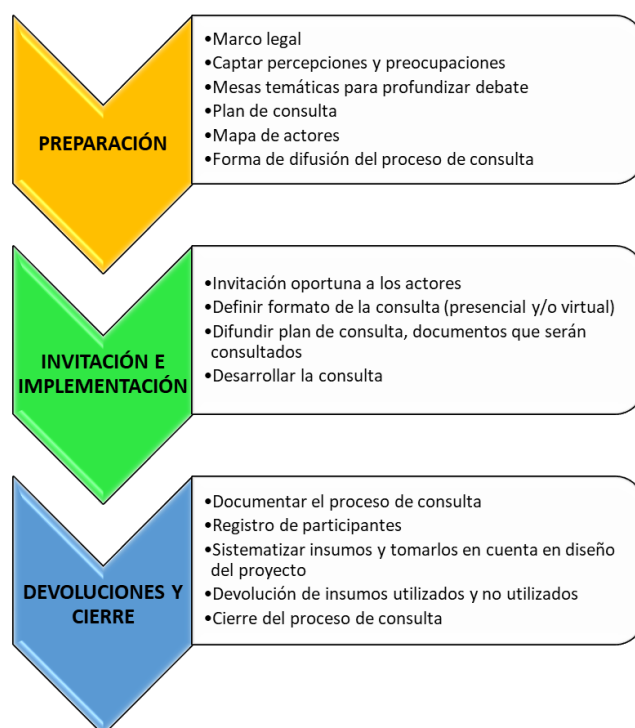 PREPARACIÓN
•Marco legal
•Captar percepciones y preocupaciones
•Mesas temáticas para profundizar debate
•Plan de consulta
•Mapa de actores
•Forma de difusión del proceso de consulta
INVITACIÓN E
IMPLEMENTACIÓN
•Invitación oportuna a los actores
•Definir formato de la consulta (presencial y/o virtual)
•Difundir plan de consulta, documentos que serán
consultados
•Desarrollar la consulta
DEVOLUCIONES Y
CIERRE
•Documentar el proceso de consulta
•Registro de participantes
•Sistematizar insumos y tomarlos en cuenta en diseño
del proyecto
•Devolución de insumos utilizados y no utilizados
•Cierre del proceso de consulta